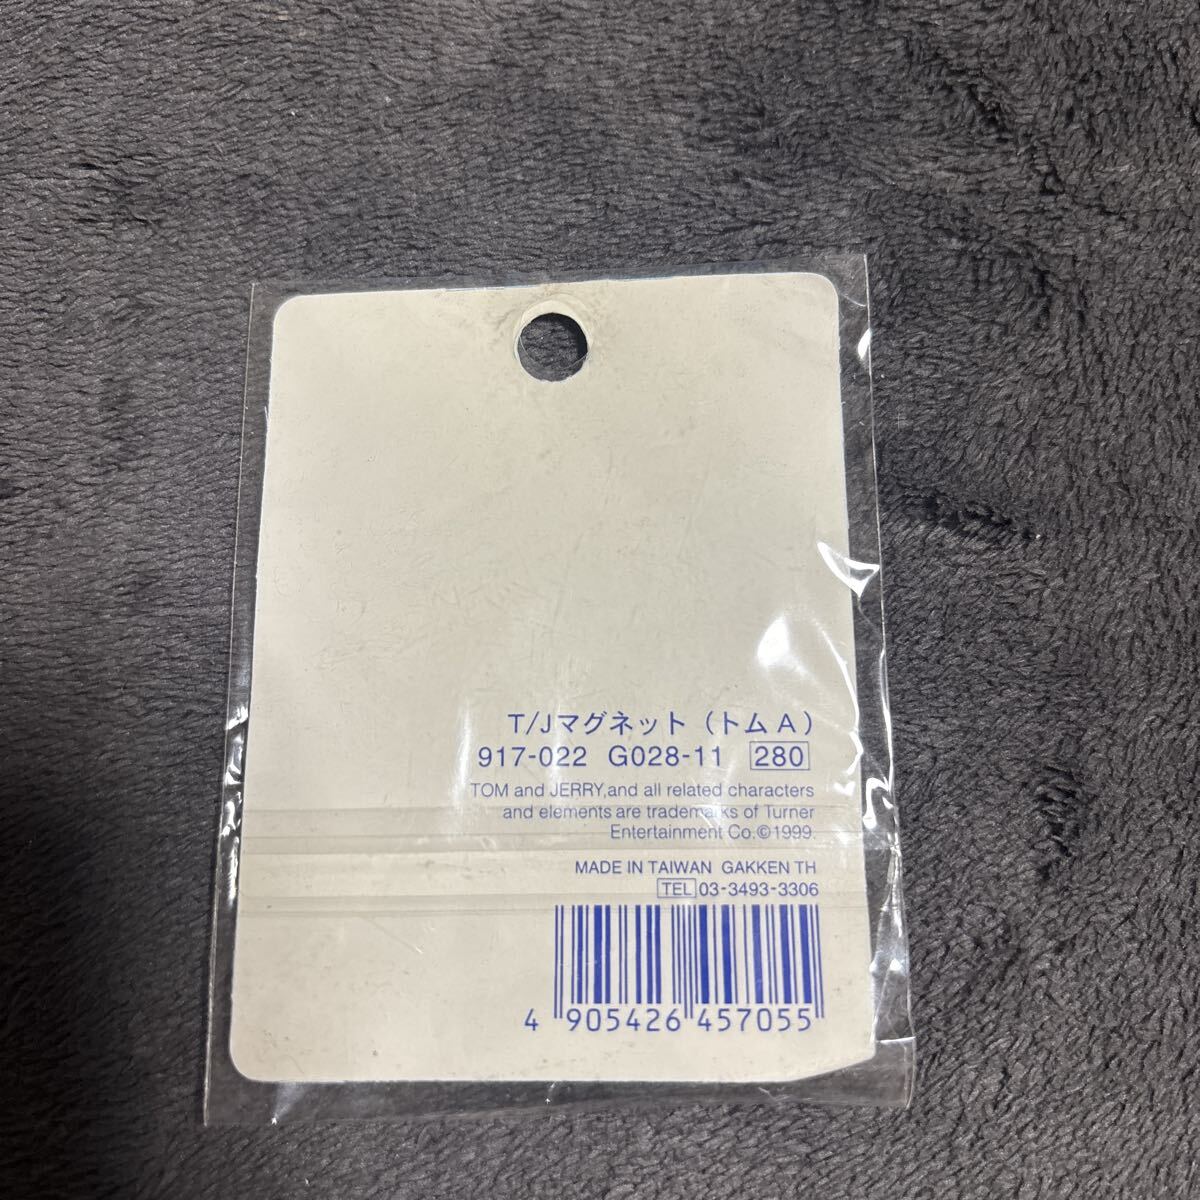 T/Jマグネット（トムA）
917-022 G028-11 280
TOM and JERRY,and all related characters
and elements are trademarks of Turner
Entertainment Co.©1999.
MADE IN TAIWAN GAKKEN TH
TEL 03-3493-3306
4 905426 457055